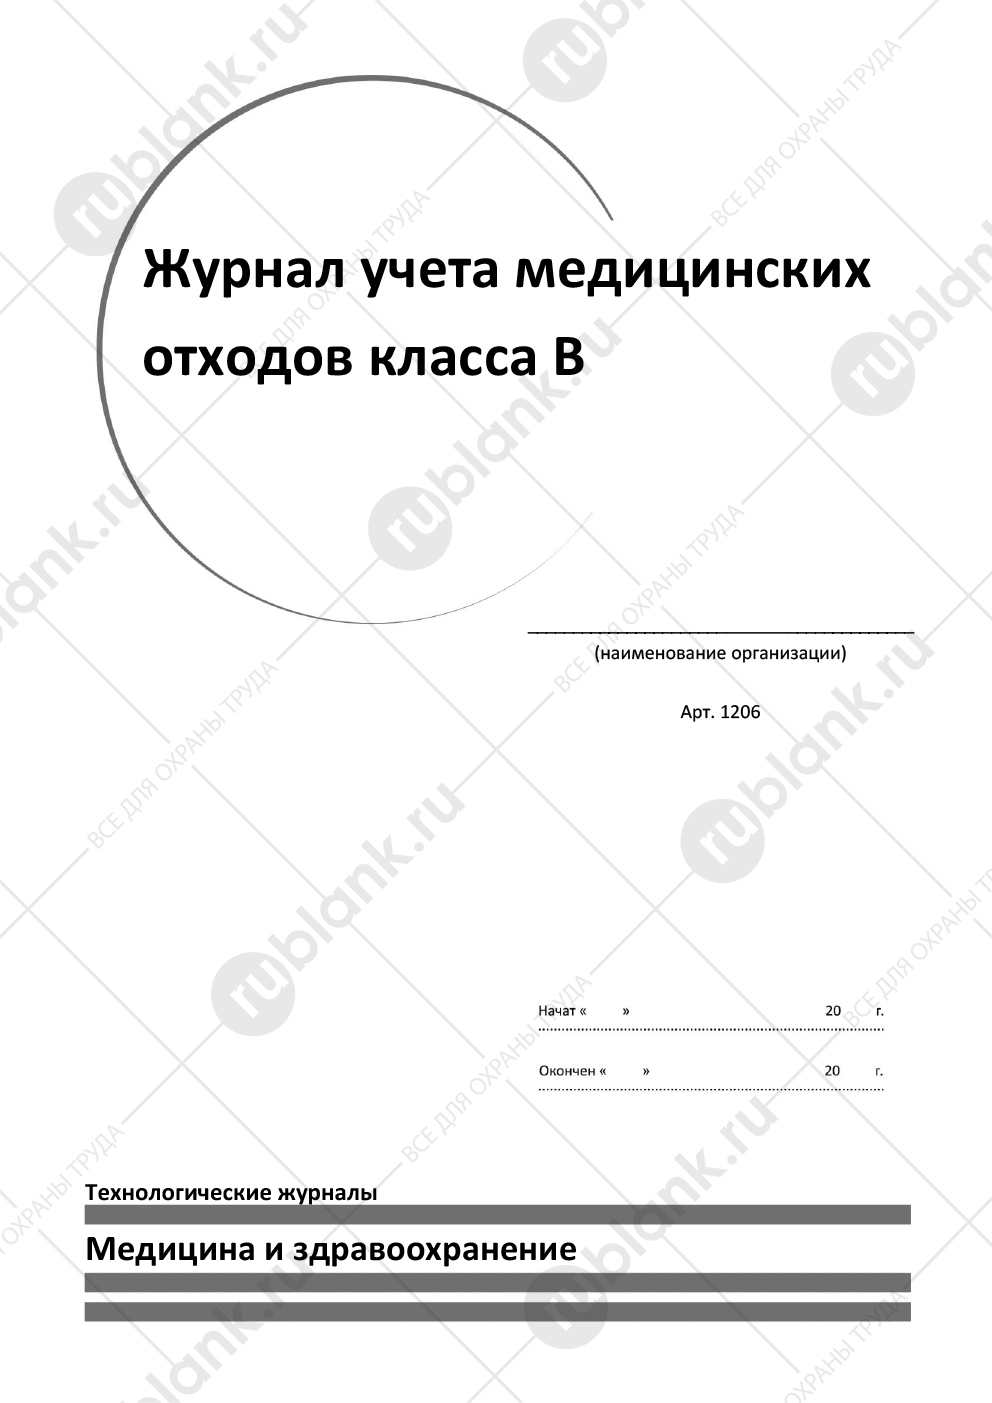 Журнал учета медицинских
отходов класса В
(наименование организации)
Арт. 1206
Начат « » 20 г.
Окончен « » 20 г.
Технологические журналы
Медицина и здравоохранение
rublank.ru
ВСЕ ДЛЯ ОХРАНЫ ТРУДА